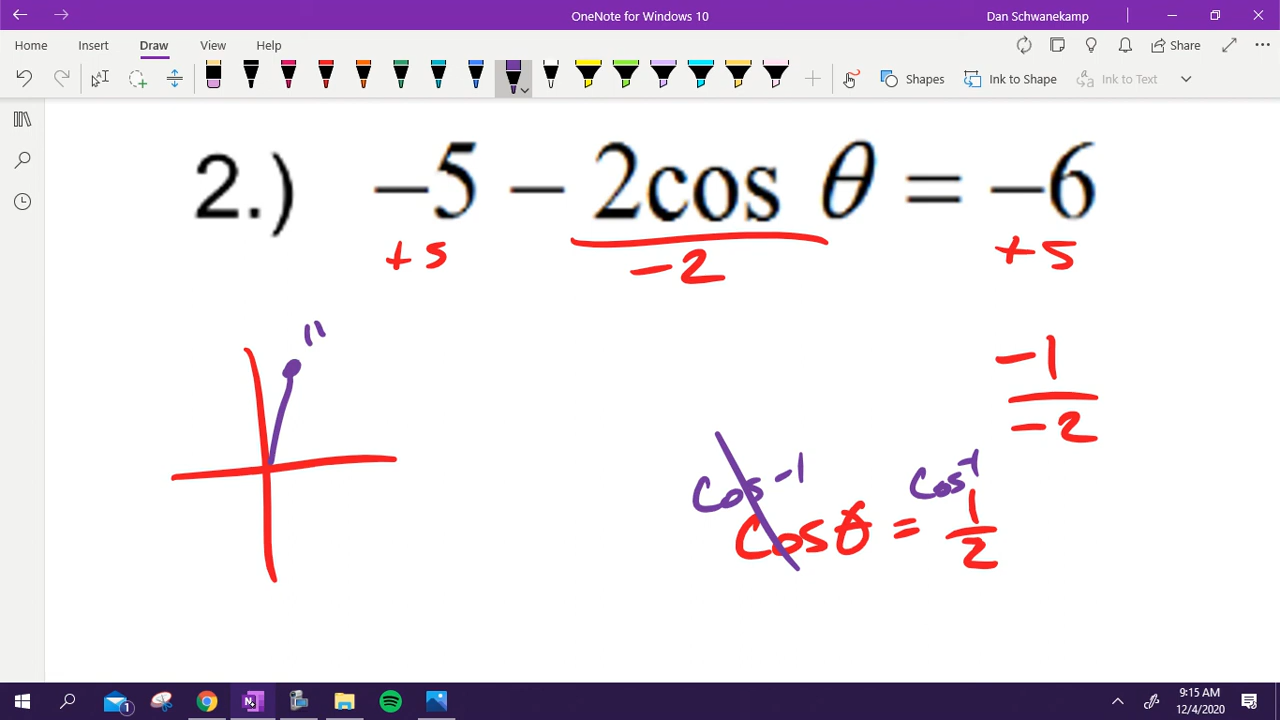 OneNote for Windows 10
Dan Schwanekamp
Home Insert Draw View Help
Share
Shapes Ink to Shape Ink to Text
2.) −5 − 2cos θ = −6
+5 −2 +5
−1
−2
cos−1 cos−1
cosθ = 1
2
1
9:15 AM
12/4/2020